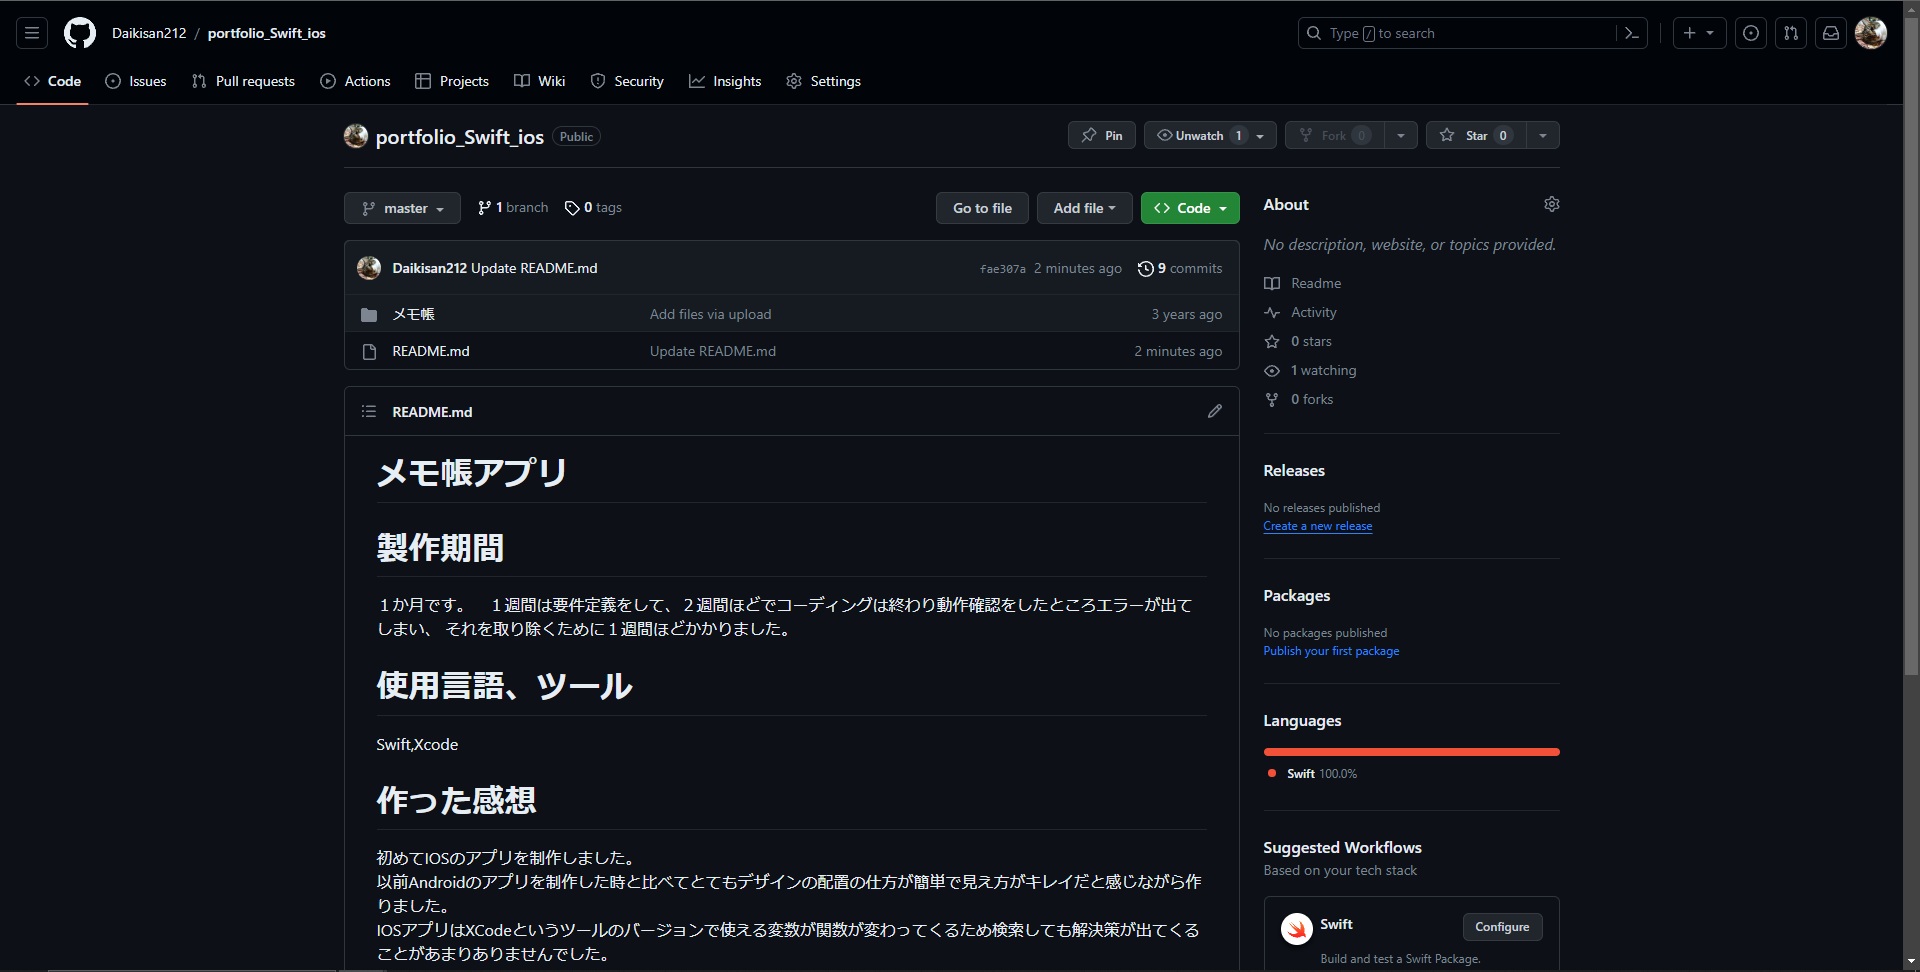 Daikisan212 / portfolio_Swift_ios
Type / to search
Code Issues Pull requests Actions Projects Wiki Security Insights Settings
portfolio_Swift_ios Public
Pin Unwatch 1 Fork 0 Star 0
master 1 branch 0 tags
Go to file Add file Code
Daikisan212 Update README.md fae307a 2 minutes ago 9 commits
メモ帳 Add files via upload 3 years ago
README.md Update README.md 2 minutes ago
README.md
メモ帳アプリ
製作期間
１か月です。　１週間は要件定義をして、２週間ほどでコーディングは終わり動作確認をしたところエラーが出て
しまい、 それを取り除くために１週間ほどかかりました。
使用言語、ツール
Swift,Xcode
作った感想
初めてIOSのアプリを制作しました。
以前Androidのアプリを制作した時と比べてとてもデザインの配置の仕方が簡単で見え方がキレイだと感じながら作
りました。
IOSアプリはXCodeというツールのバージョンで使える変数が関数が変わってくるため検索しても解決策が出てくる
ことがあまりありませんでした。
About
No description, website, or topics provided.
Readme
Activity
0 stars
1 watching
0 forks
Releases
No releases published
Create a new release
Packages
No packages published
Publish your first package
Languages
Swift 100.0%
Suggested Workflows
Based on your tech stack
Swift Configure
Build and test a Swift Package.